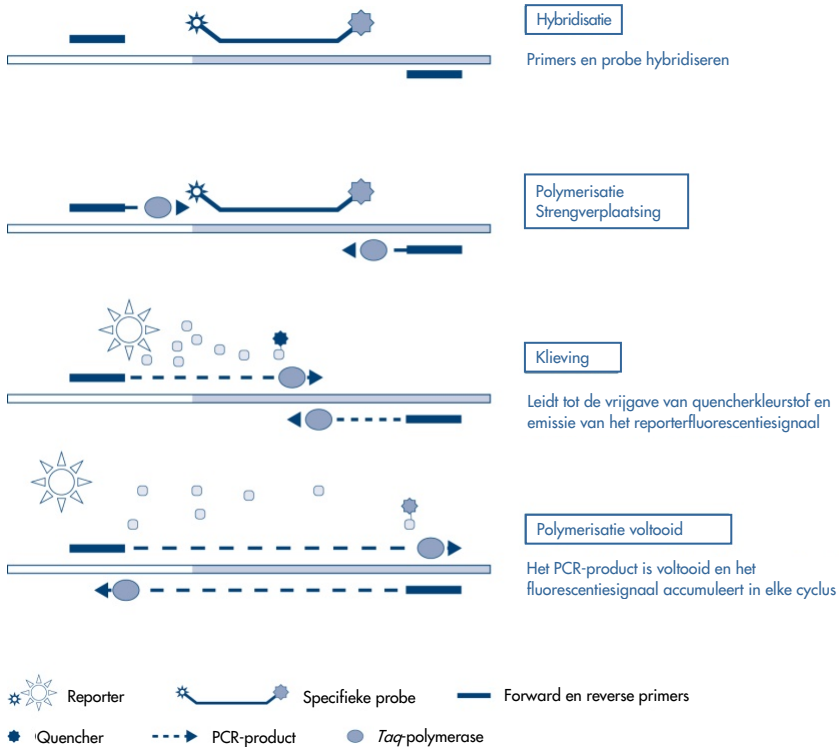 Hybridisatie
Primers en probe hybridiseren
Polymerisatie
Strengverplaatsing
Klieving
Leidt tot de vrijgave van quencherkleurstof en
emissie van het reporterfluorescentiesignaal
Polymerisatie voltooid
Het PCR-product is voltooid en het
fluorescentiesignaal accumuleert in elke cyclus
Reporter
Specifieke probe
Forward en reverse primers
Quencher
PCR-product
Taq-polymerase